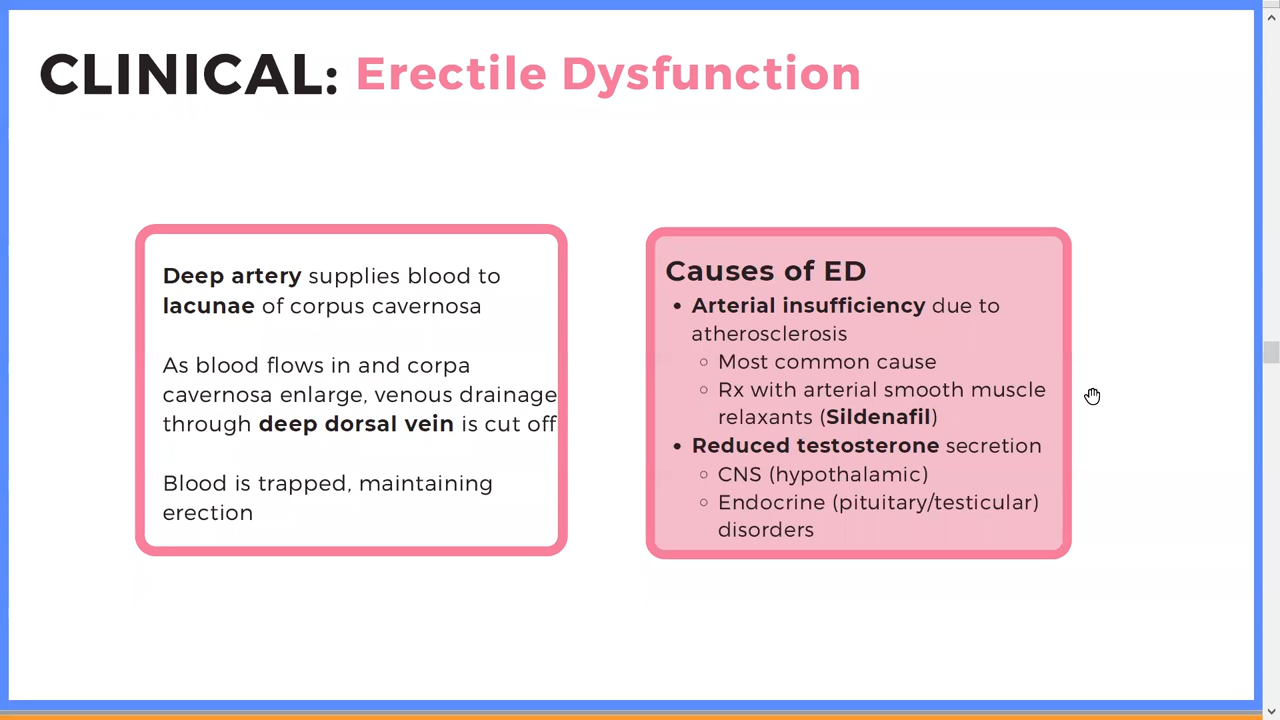 CLINICAL: Erectile Dysfunction
Deep artery supplies blood to
lacunae of corpus cavernosa
As blood flows in and corpa
cavernosa enlarge, venous drainage
through deep dorsal vein is cut off
Blood is trapped, maintaining
erection
Causes of ED
• Arterial insufficiency due to
atherosclerosis
◦ Most common cause
◦ Rx with arterial smooth muscle
relaxants (Sildenafil)
• Reduced testosterone secretion
◦ CNS (hypothalamic)
◦ Endocrine (pituitary/testicular)
disorders